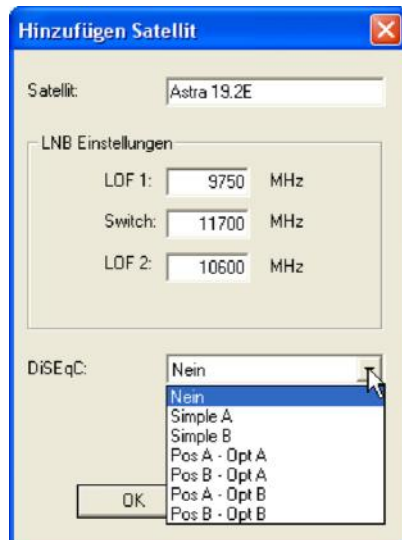 Hinzufügen Satellit
Satellit: Astra 19.2E
LNB Einstellungen
LOF 1: 9750 MHz
Switch: 11700 MHz
LOF 2: 10600 MHz
DiSEqC: Nein
Nein
Simple A
Simple B
Pos A - Opt A
Pos B - Opt A
Pos A - Opt B
Pos B - Opt B
OK